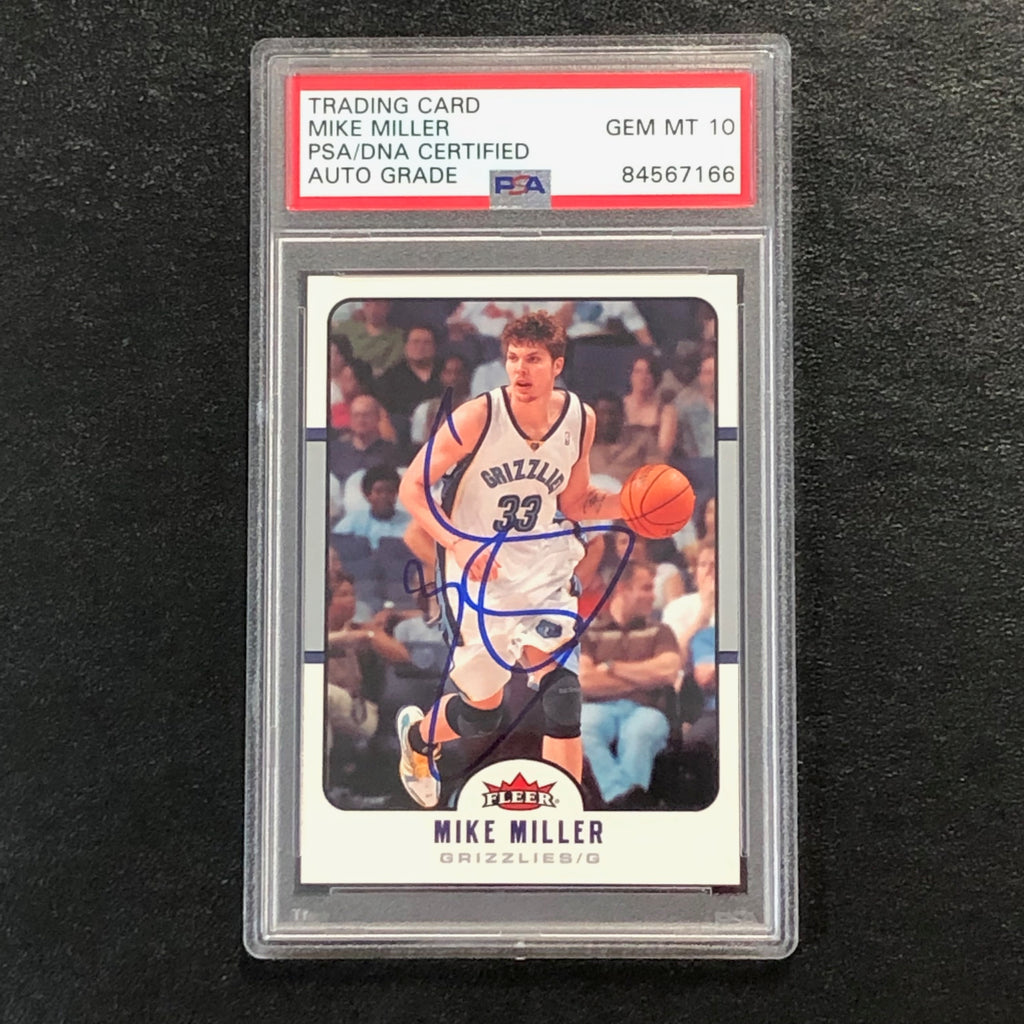 TRADING CARD
MIKE MILLER
GEM MT 10
PSA/DNA CERTIFIED
AUTO GRADE
PSA
84567166
GRIZZLIE
33
FLEER
MIKE MILLER
GRIZZLIES/G